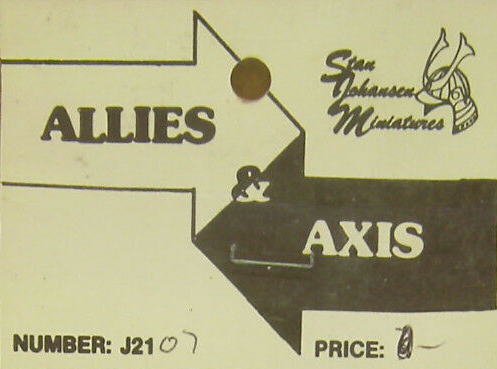 Stan
Johansen
Miniatures
ALLIES
&
AXIS
NUMBER: J2107
PRICE: